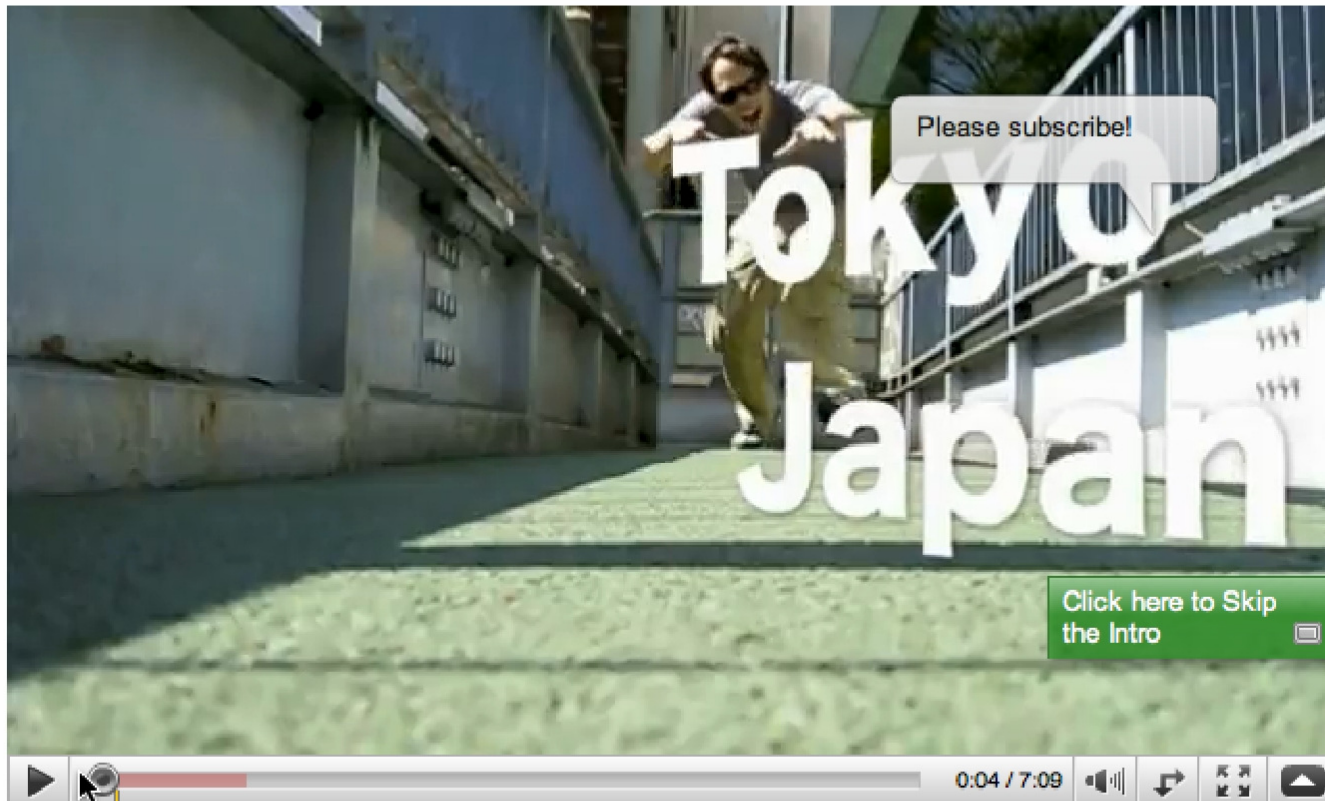 Please subscribe!
Tokyo
Japan
Click here to Skip
the Intro
0:04 / 7:09